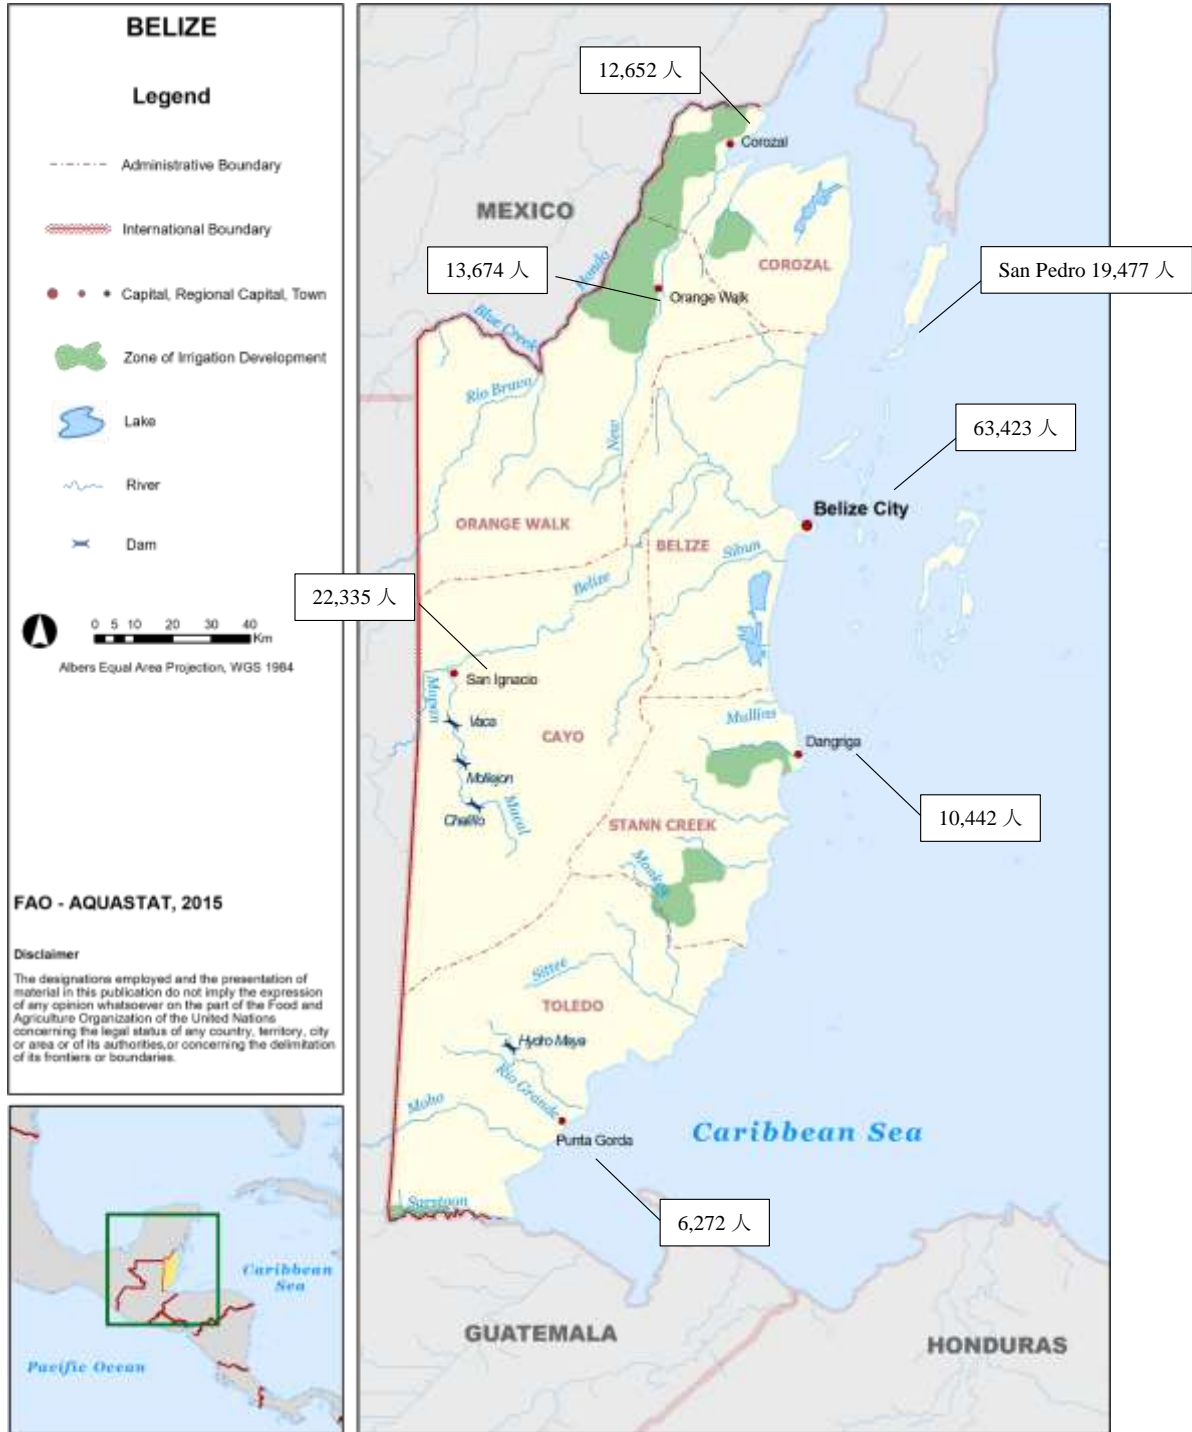 BELIZE
Legend
Administrative Boundary
International Boundary
Capital, Regional Capital, Town
Zone of Irrigation Development
Lake
River
Dam
0 5 10 20 30 40
Km
Albers Equal Area Projection, WGS 1984
FAO - AQUASTAT, 2015
Disclaimer
The designations employed and the presentation of
material in this publication do not imply the expression
of any opinion whatsoever on the part of the Food and
Agriculture Organization of the United Nations
concerning the legal status of any country, territory, city
or area or of its authorities,or concerning the delimitation
of its frontiers or boundaries.
Caribbean
Sea
Pacific Ocean
12,652 人
Corozal
MEXICO
13,674 人
COROZAL
San Pedro 19,477 人
Hondo
Orange Walk
Blue Creek
Rio Bravo
New
63,423 人
Belize City
ORANGE WALK
BELIZE
Sibun
22,335 人
Belize
San Ignacio
Mopan
Vaca
CAYO
Mullins
Dangriga
Mollejon
Chalillo
Macal
10,442 人
STANN CREEK
Monkey
Sittee
TOLEDO
Hydro Maya
Rio Grande
Moho
Punta Gorda
Caribbean Sea
Sarstoon
6,272 人
GUATEMALA
HONDURAS